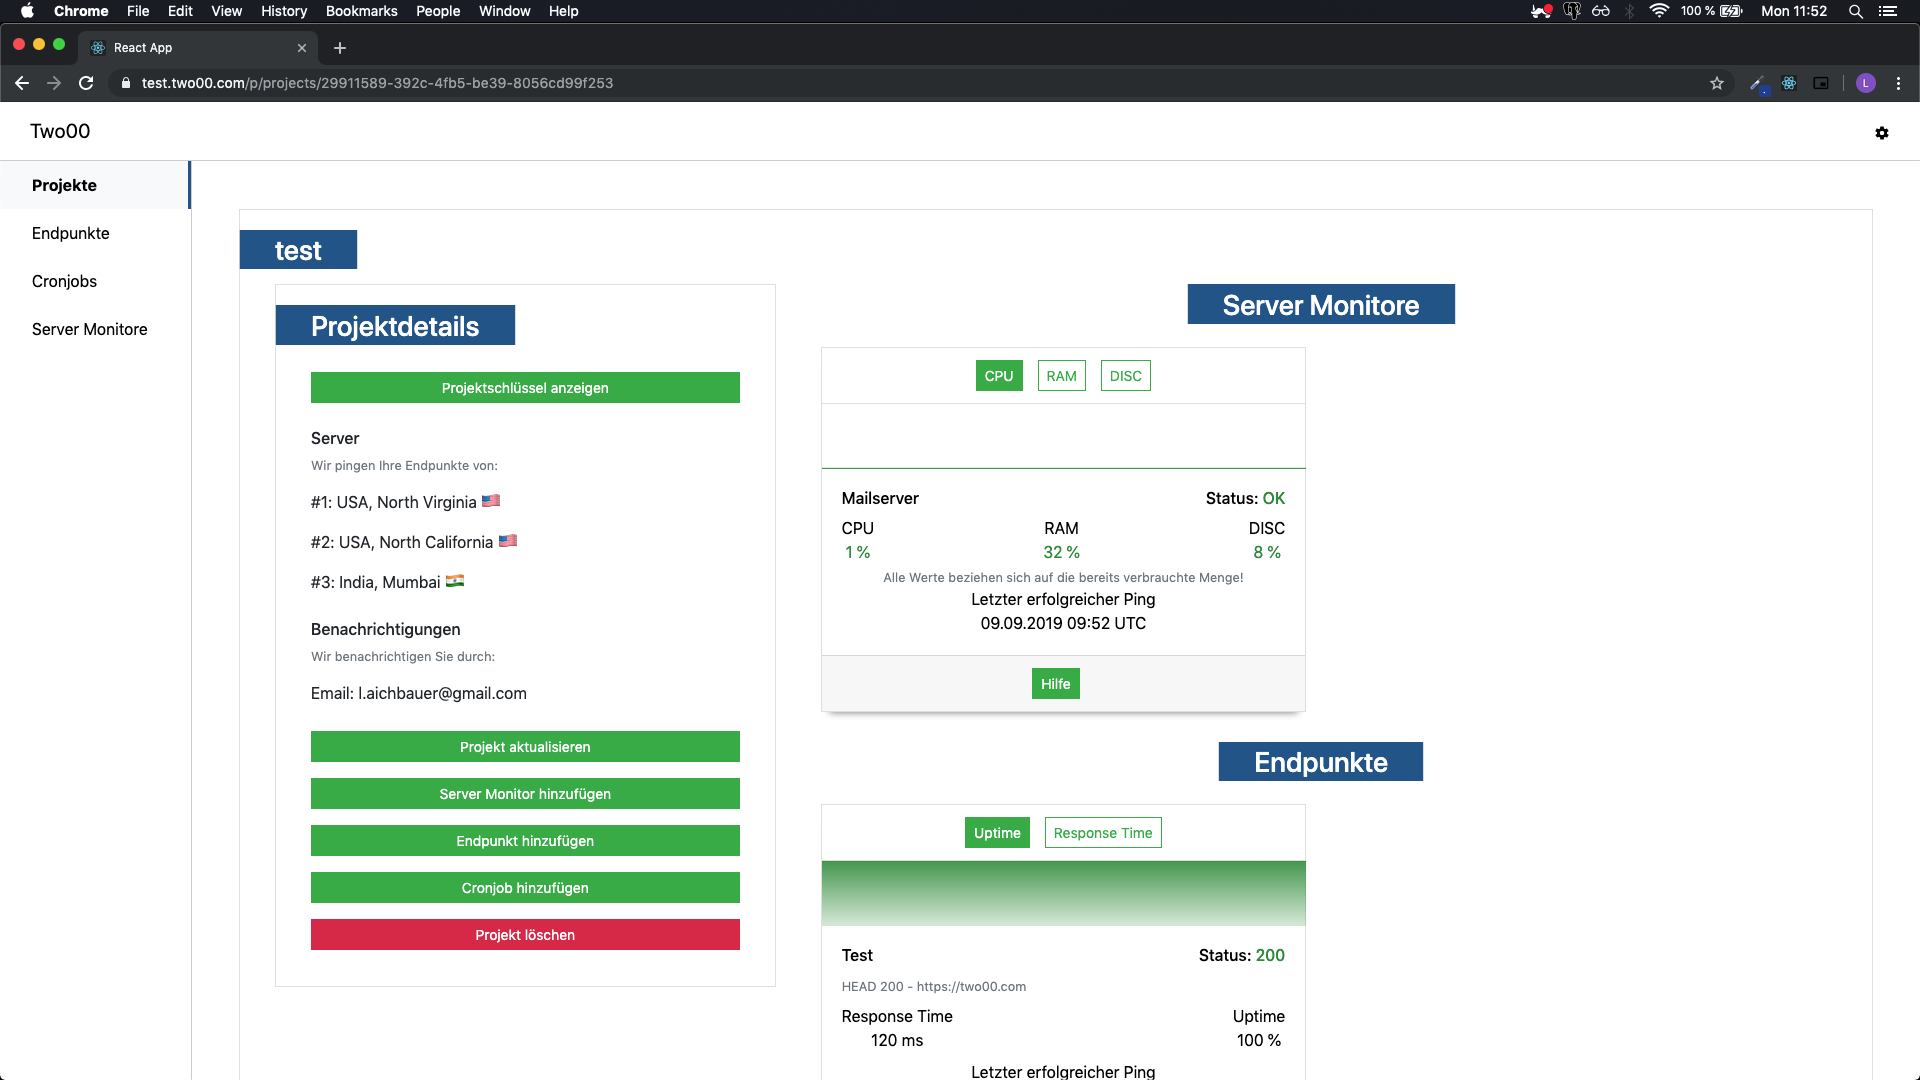 Chrome File Edit View History Bookmarks People Window Help
100 % Mon 11:52
React App
test.two00.com/p/projects/29911589-392c-4fb5-be39-8056cd99f253
L
Two00
Projekte
Endpunkte
Cronjobs
Server Monitore
test
Projektdetails
Projektschlüssel anzeigen
Server
Wir pingen Ihre Endpunkte von:
#1: USA, North Virginia 🇺🇸
#2: USA, North California 🇺🇸
#3: India, Mumbai 🇮🇳
Benachrichtigungen
Wir benachrichtigen Sie durch:
Email: l.aichbauer@gmail.com
Projekt aktualisieren
Server Monitor hinzufügen
Endpunkt hinzufügen
Cronjob hinzufügen
Projekt löschen
Server Monitore
CPU RAM DISC
Mailserver Status: OK
CPU RAM DISC
1 % 32 % 8 %
Alle Werte beziehen sich auf die bereits verbrauchte Menge!
Letzter erfolgreicher Ping
09.09.2019 09:52 UTC
Hilfe
Endpunkte
Uptime Response Time
Test Status: 200
HEAD 200 - https://two00.com
Response Time Uptime
120 ms 100 %
Letzter erfolgreicher Ping